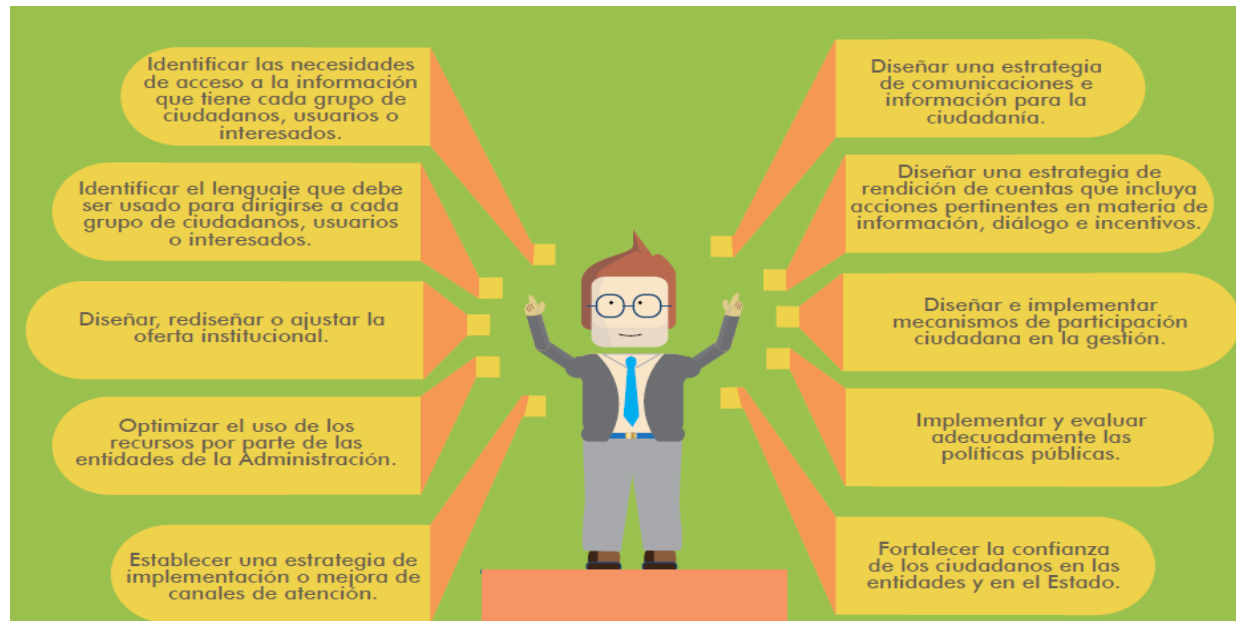 Identificar las necesidades
de acceso a la información
que tiene cada grupo de
ciudadanos, usuarios o
interesados.
Identificar el lenguaje que debe
ser usado para dirigirse a cada
grupo de ciudadanos, usuarios
o interesados.
Diseñar, rediseñar o ajustar la
oferta institucional.
Optimizar el uso de los
recursos por parte de las
entidades de la Administración.
Establecer una estrategia de
implementación o mejora de
canales de atención.
Diseñar una estrategia
de comunicaciones e
información para la
ciudadanía.
Diseñar una estrategia de
rendición de cuentas que incluya
acciones pertinentes en materia de
información, diálogo e incentivos.
Diseñar e implementar
mecanismos de participación
ciudadana en la gestión.
Implementar y evaluar
adecuadamente las
políticas públicas.
Fortalecer la confianza
de los ciudadanos en las
entidades y en el Estado.